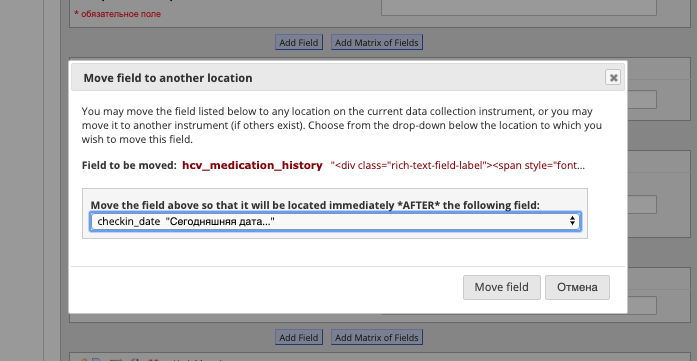 * обязательное поле
Add Field Add Matrix of Fields
Move field to another location
You may move the field listed below to any location on the current data collection instrument, or you may
move it to another instrument (if others exist). Choose from the drop-down below the location to which you
wish to move this field.
Field to be moved: hcv_medication_history "<div class="rich-text-field-label"><span style="font...
Move the field above so that it will be located immediately *AFTER* the following field:
checkin_date "Сегодняшняя дата..."
Move field Отмена
Add Field Add Matrix of Fields